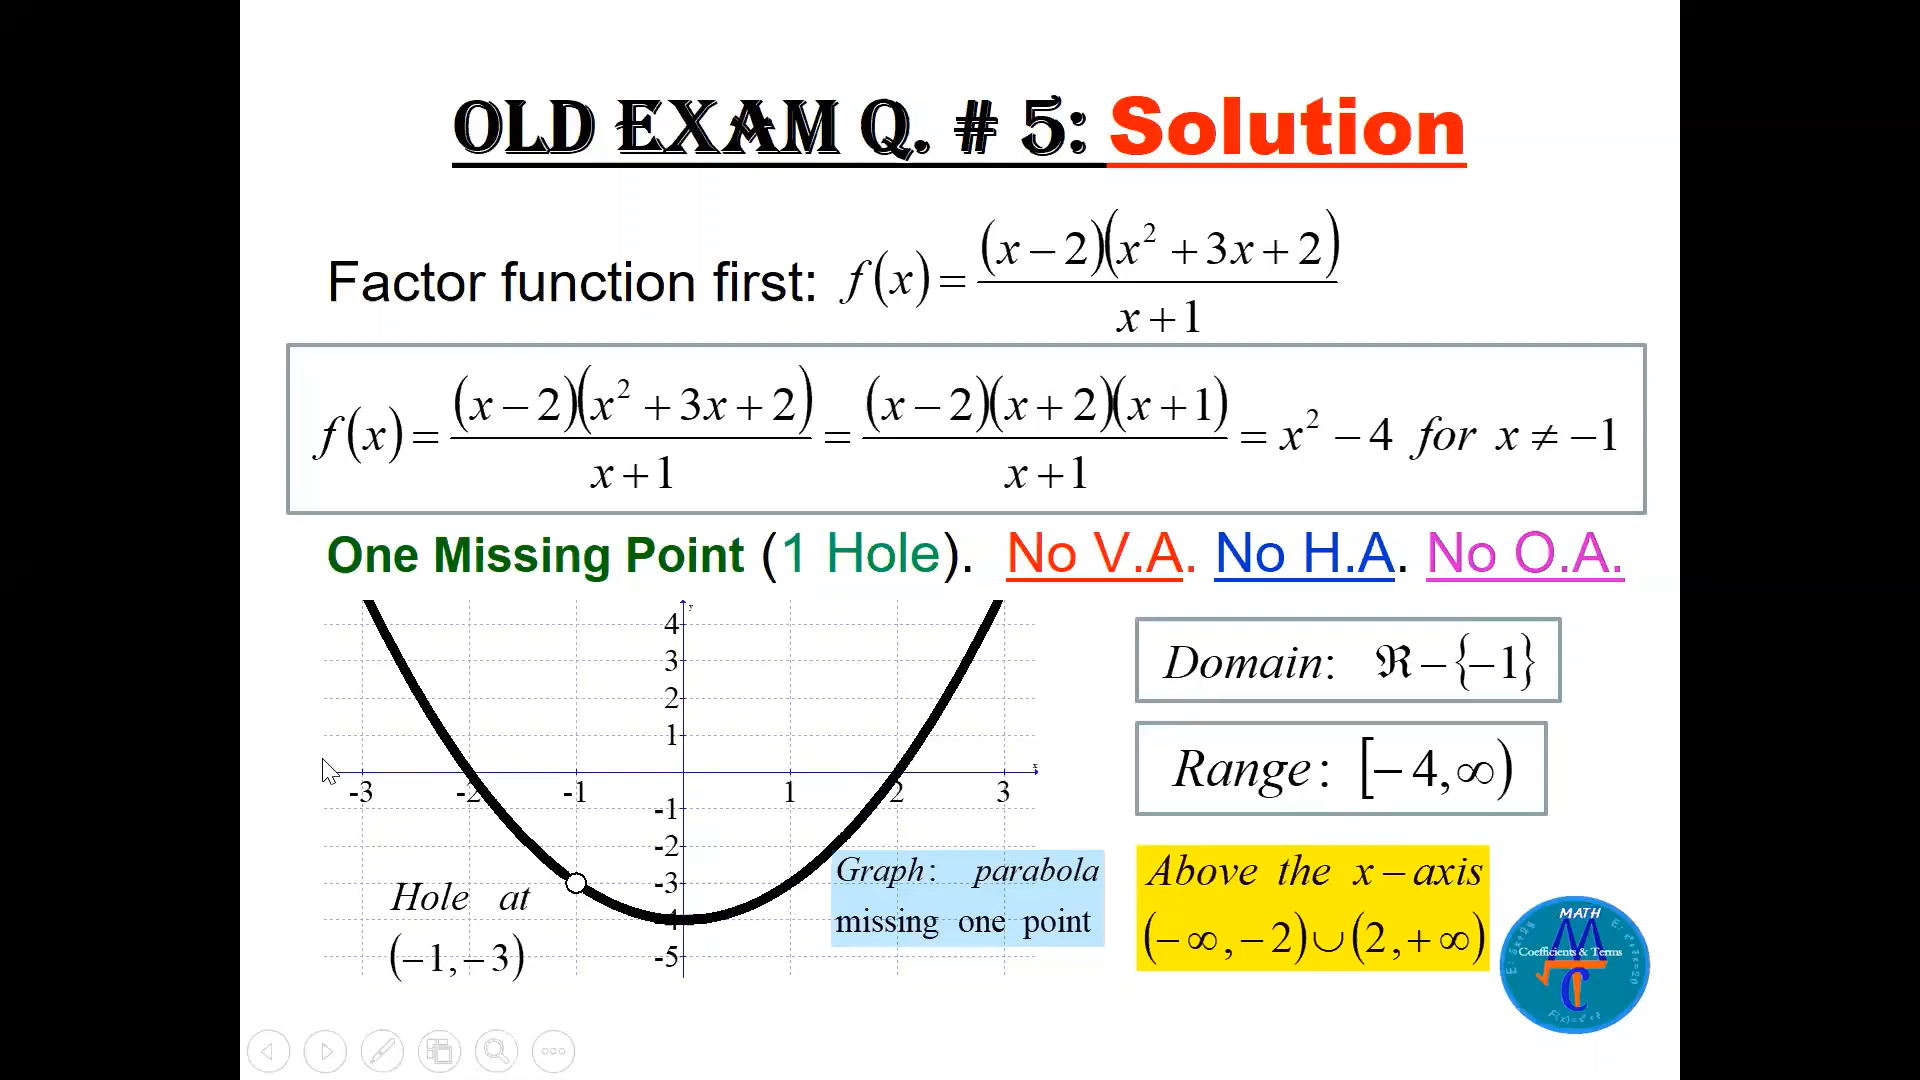 OLD EXAM Q. # 5: Solution
Factor function first: f(x) = (x − 2)(x² + 3x + 2) / x + 1
f(x) = (x − 2)(x² + 3x + 2) / x + 1 = (x − 2)(x + 2)(x + 1) / x + 1 = x² − 4 for x ≠ −1
One Missing Point (1 Hole). No V.A. No H.A. No O.A.
y
4
3
2
1
x
-3 -2 -1 1 2 3
-1
-2
-3
-4
-5
Hole at
(−1, −3)
Graph: parabola
missing one point
Domain: ℜ − {−1}
Range: [−4, ∞)
Above the x − axis
(−∞, −2) ∪ (2, +∞)
MATH
Coefficients & Terms